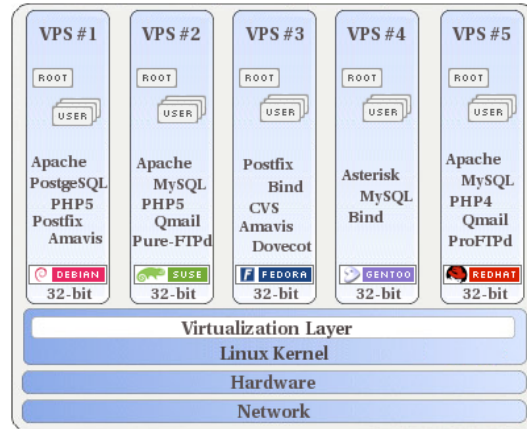 VPS #1
ROOT
USER
Apache
PostgeSQL
PHP5
Postfix
Amavis
DEBIAN
32-bit
VPS #2
ROOT
USER
Apache
MySQL
PHP5
Qmail
Pure-FTPd
SUSE
32-bit
VPS #3
ROOT
USER
Postfix
Bind
CVS
Amavis
Dovecot
FEDORA
32-bit
VPS #4
ROOT
USER
Asterisk
MySQL
Bind
GENTOO
32-bit
VPS #5
ROOT
USER
Apache
MySQL
PHP4
Qmail
ProFTPd
REDHAT
32-bit
Virtualization Layer
Linux Kernel
Hardware
Network